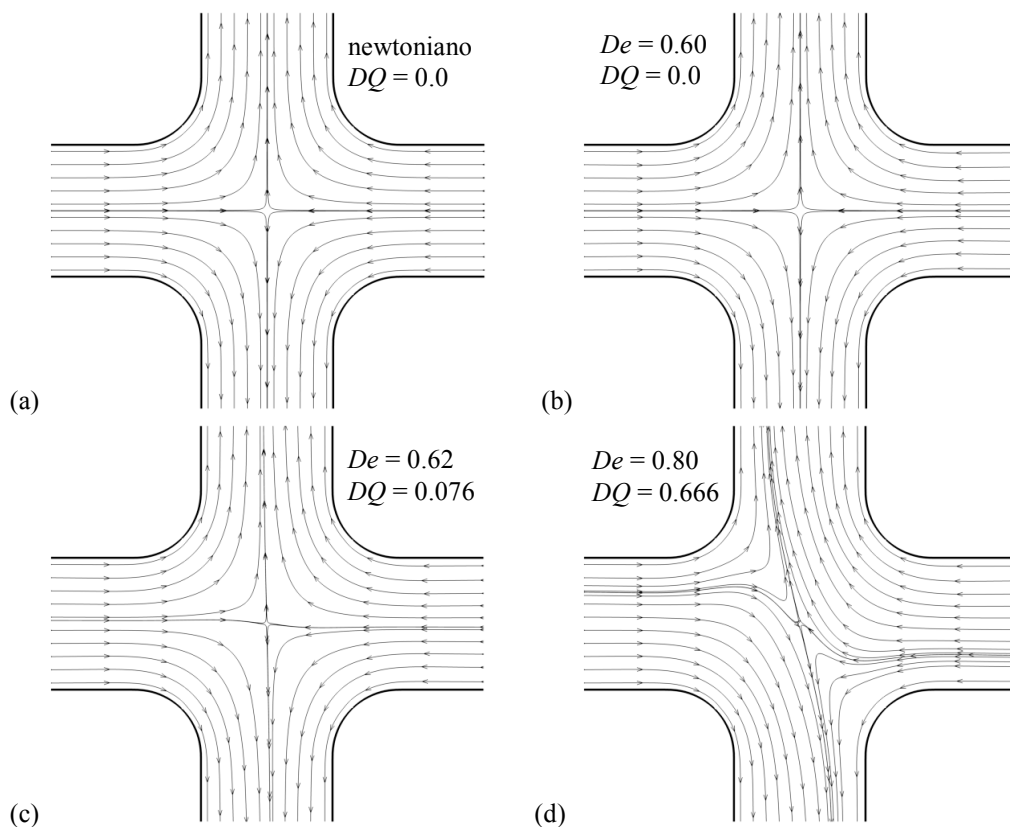 newtoniano
DQ = 0.0
(a)
De = 0.60
DQ = 0.0
(b)
De = 0.62
DQ = 0.076
(c)
De = 0.80
DQ = 0.666
(d)